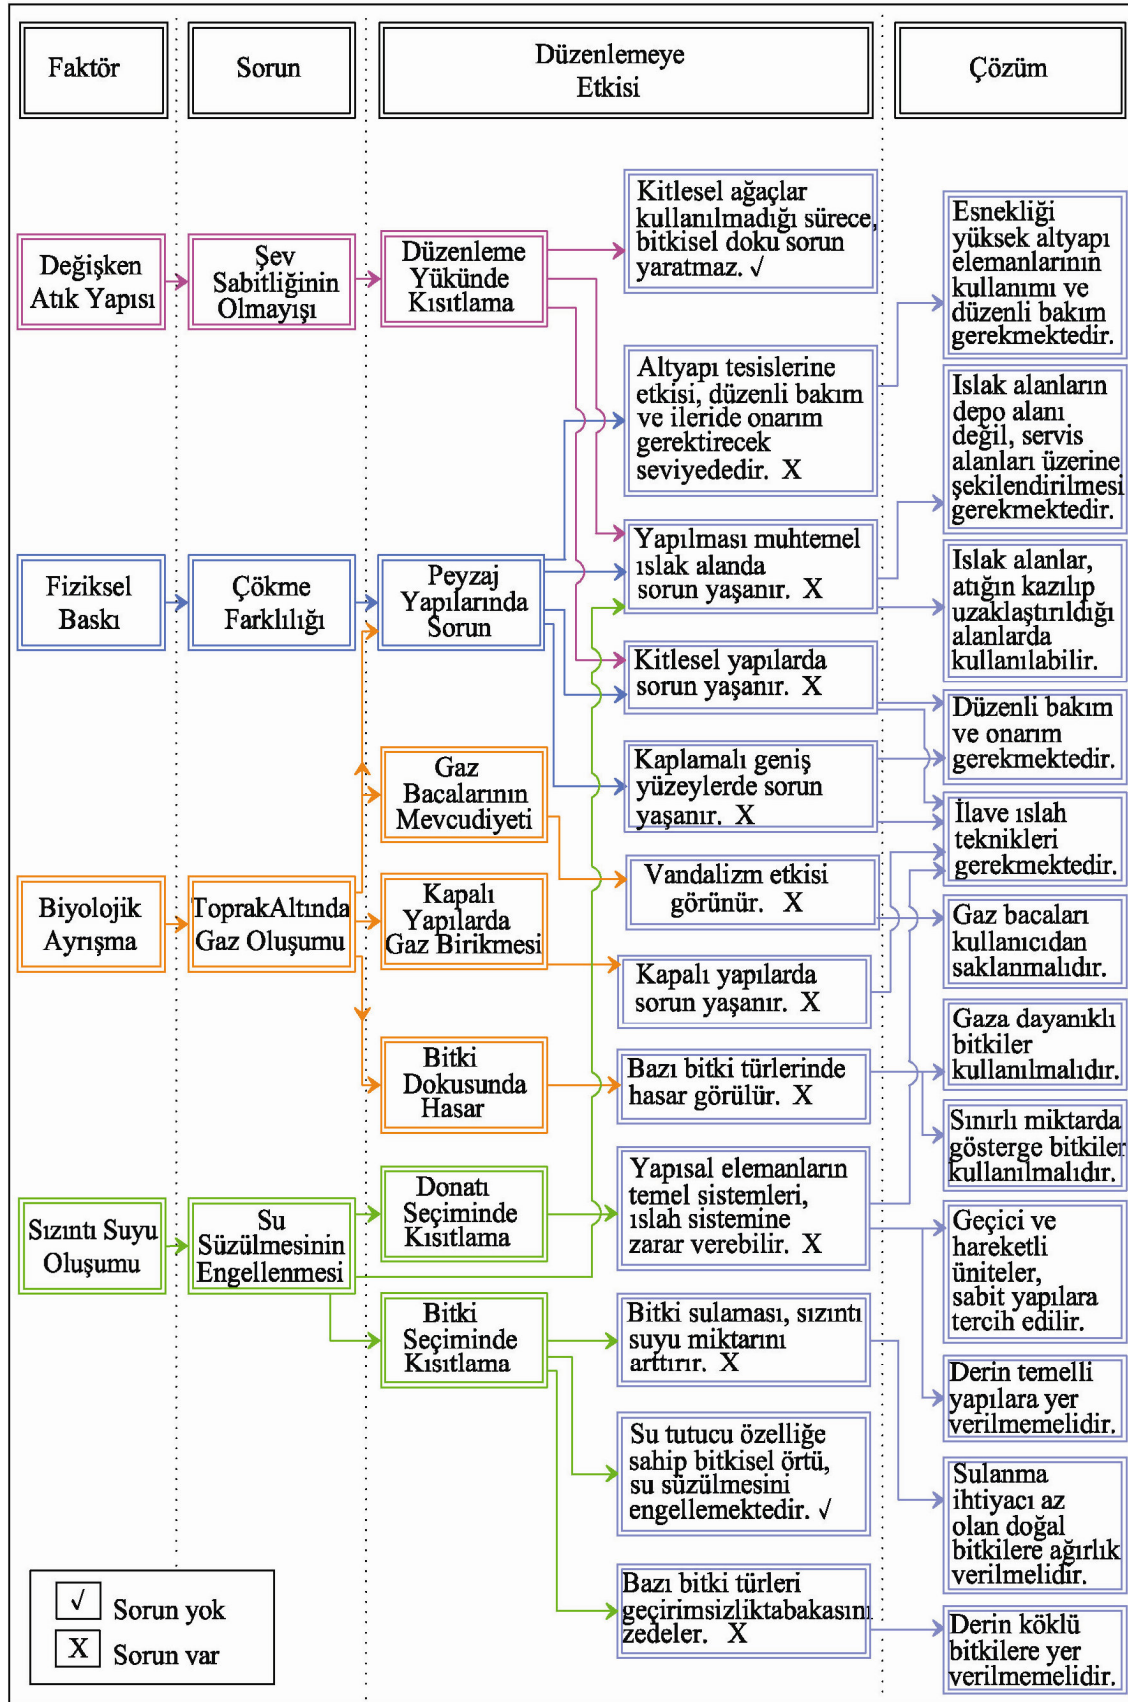 Faktör
Sorun
Düzenlemeye
Etkisi
Çözüm
Değişken
Atık Yapısı
Şev
Sabitliğinin
Olmayışı
Düzenleme
Yükünde
Kısıtlama
Kitlesel ağaçlar
kullanılmadığı sürece,
bitkisel doku sorun
yaratmaz. √
Esnekliği
yüksek altyapı
elemanlarının
kullanımı ve
düzenli bakım
gerekmektedir.
Altyapı tesislerine
etkisi, düzenli bakım
ve ileride onarım
gerektirecek
seviyededir. X
Islak alanların
depo alanı
değil, servis
alanları üzerine
şekilendirilmesi
gerekmektedir.
Fiziksel
Baskı
Çökme
Farklılığı
Peyzaj
Yapılarında
Sorun
Yapılması muhtemel
ıslak alanda
sorun yaşanır. X
Islak alanlar,
atığın kazılıp
uzaklaştırıldığı
alanlarda
kullanılabilir.
Kitlesel yapılarda
sorun yaşanır. X
Düzenli bakım
ve onarım
gerekmektedir.
Gaz
Bacalarının
Mevcudiyeti
Kaplamalı geniş
yüzeylerde sorun
yaşanır. X
İlave ıslah
teknikleri
gerekmektedir.
Biyolojik
Ayrışma
ToprakAltında
Gaz Oluşumu
Kapalı
Yapılarda
Gaz Birikmesi
Vandalizm etkisi
görünür. X
Gaz bacaları
kullanıcıdan
saklanmalıdır.
Kapalı yapılarda
sorun yaşanır. X
Gaza dayanıklı
bitkiler
kullanılmalıdır.
Bitki
Dokusunda
Hasar
Bazı bitki türlerinde
hasar görülür. X
Sınırlı miktarda
gösterge bitkiler
kullanılmalıdır.
Sızıntı Suyu
Oluşumu
Su
Süzülmesinin
Engellenmesi
Donatı
Seçiminde
Kısıtlama
Yapısal elemanların
temel sistemleri,
ıslah sistemine
zarar verebilir. X
Geçici ve
hareketli
üniteler,
sabit yapılara
tercih edilir.
Bitki
Seçiminde
Kısıtlama
Bitki sulaması, sızıntı
suyu miktarını
arttırır. X
Derin temelli
yapılara yer
verilmemelidir.
Su tutucu özelliğe
sahip bitkisel örtü,
su süzülmesini
engellemektedir. √
Sulanma
ihtiyacı az
olan doğal
bitkilere ağırlık
verilmelidir.
Bazı bitki türleri
geçirimsizliktabakasını
zedeler. X
Derin köklü
bitkilere yer
verilmemelidir.
√ Sorun yok
X Sorun var